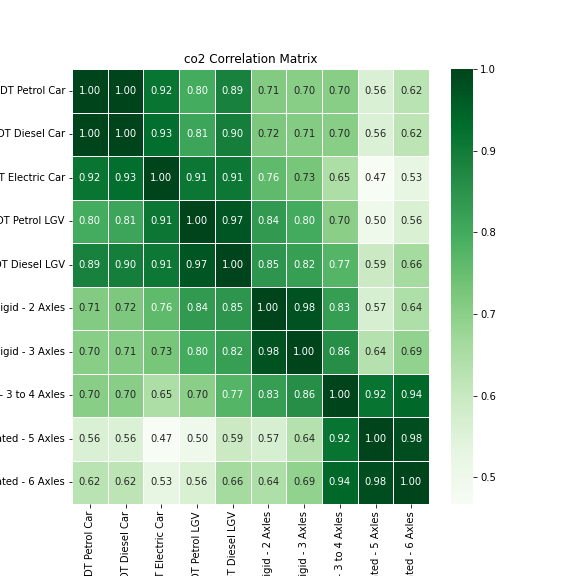 co2 Correlation Matrix
DT Petrol Car 1.00 1.00 0.92 0.80 0.89 0.71 0.70 0.70 0.56 0.62
DT Diesel Car 1.00 1.00 0.93 0.81 0.90 0.72 0.71 0.70 0.56 0.62
T Electric Car 0.92 0.93 1.00 0.91 0.91 0.76 0.73 0.65 0.47 0.53
DT Petrol LGV 0.80 0.81 0.91 1.00 0.97 0.84 0.80 0.70 0.50 0.56
DT Diesel LGV 0.89 0.90 0.91 0.97 1.00 0.85 0.82 0.77 0.59 0.66
igid - 2 Axles 0.71 0.72 0.76 0.84 0.85 1.00 0.98 0.83 0.57 0.64
igid - 3 Axles 0.70 0.71 0.73 0.80 0.82 0.98 1.00 0.86 0.64 0.69
- 3 to 4 Axles 0.70 0.70 0.65 0.70 0.77 0.83 0.86 1.00 0.92 0.94
ated - 5 Axles 0.56 0.56 0.47 0.50 0.59 0.57 0.64 0.92 1.00 0.98
ated - 6 Axles 0.62 0.62 0.53 0.56 0.66 0.64 0.69 0.94 0.98 1.00
DT Petrol Car
DT Diesel Car
T Electric Car
DT Petrol LGV
T Diesel LGV
igid - 2 Axles
igid - 3 Axles
- 3 to 4 Axles
ted - 5 Axles
ted - 6 Axles
1.0
0.9
0.8
0.7
0.6
0.5